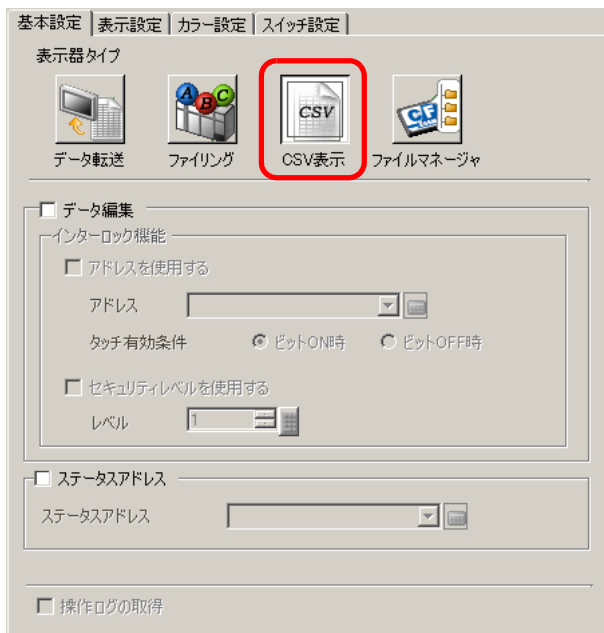 基本設定 表示設定 カラー設定 スイッチ設定
表示器タイプ
A B C CSV CF
データ転送 ファイリング CSV表示 ファイルマネージャ
データ編集
インターロック機能
アドレスを使用する
アドレス
タッチ有効条件 ビットON時 ビットOFF時
セキュリティレベルを使用する
レベル 1
ステータスアドレス
ステータスアドレス
操作ログの取得